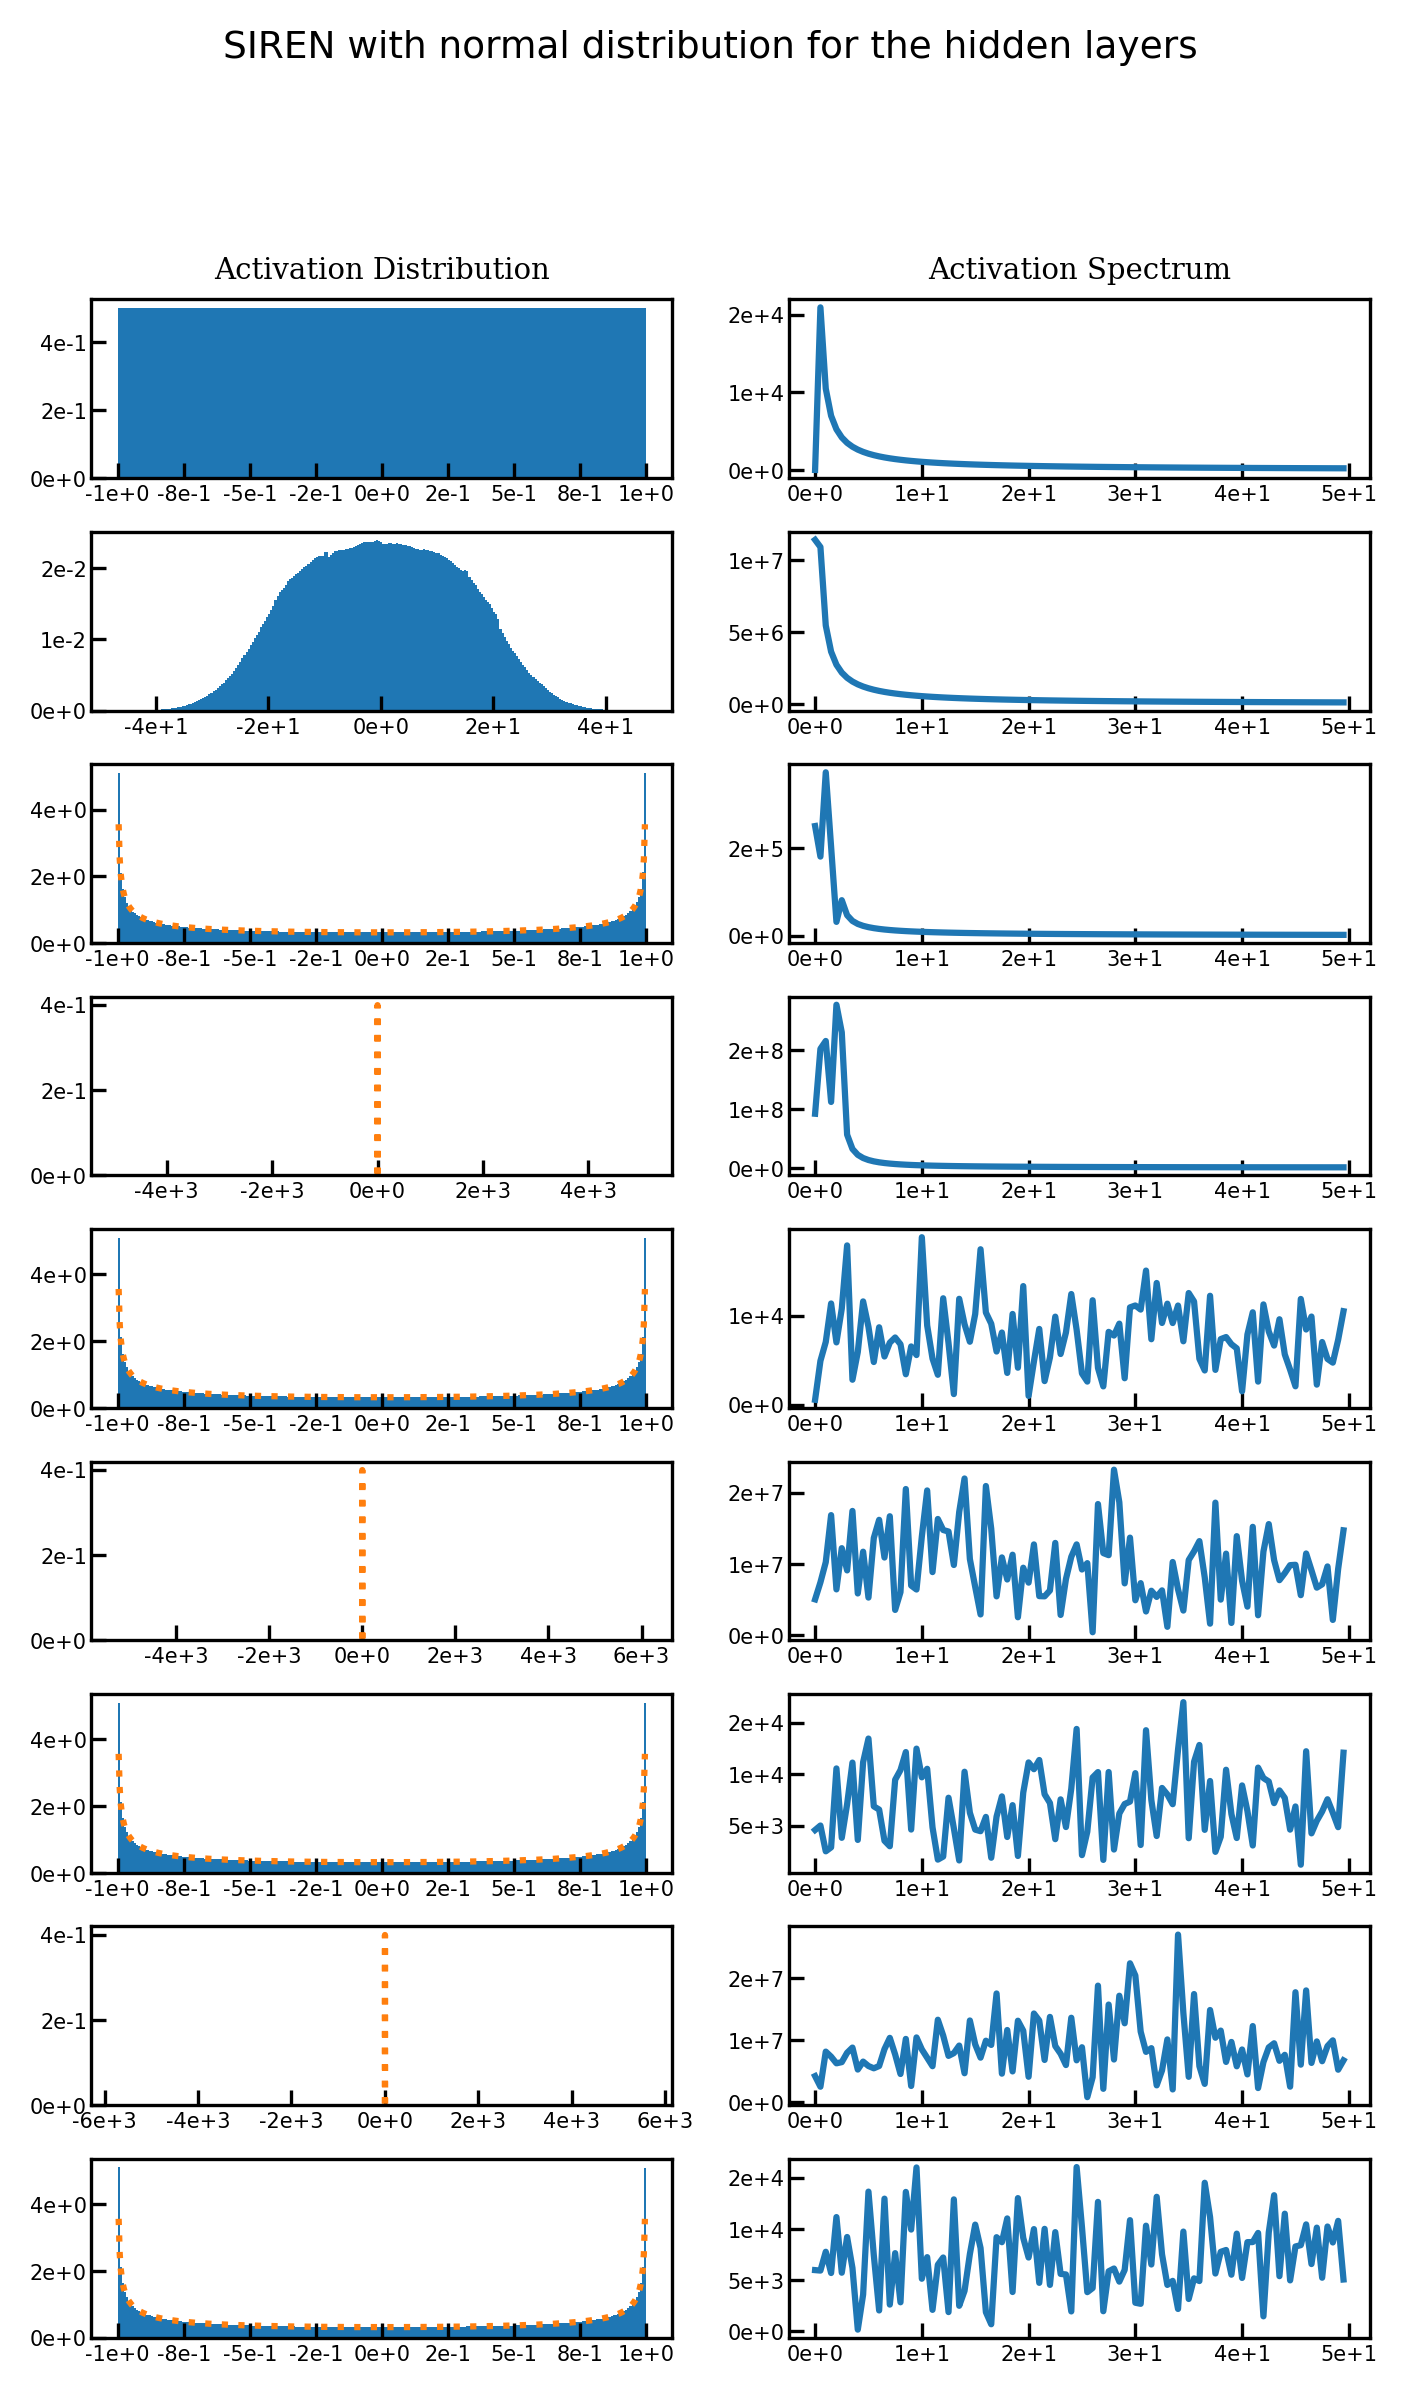 SIREN with normal distribution for the hidden layers
Activation Distribution
Activation Spectrum
4e-1
2e-1
0e+0
-1e+0 -8e-1 -5e-1 -2e-1 0e+0 2e-1 5e-1 8e-1 1e+0
2e+4
1e+4
0e+0
0e+0 1e+1 2e+1 3e+1 4e+1 5e+1
2e-2
1e-2
0e+0
-4e+1 -2e+1 0e+0 2e+1 4e+1
1e+7
5e+6
0e+0
0e+0 1e+1 2e+1 3e+1 4e+1 5e+1
4e+0
2e+0
0e+0
-1e+0 -8e-1 -5e-1 -2e-1 0e+0 2e-1 5e-1 8e-1 1e+0
2e+5
0e+0
0e+0 1e+1 2e+1 3e+1 4e+1 5e+1
4e-1
2e-1
0e+0
-4e+3 -2e+3 0e+0 2e+3 4e+3
2e+8
1e+8
0e+0
0e+0 1e+1 2e+1 3e+1 4e+1 5e+1
4e+0
2e+0
0e+0
-1e+0 -8e-1 -5e-1 -2e-1 0e+0 2e-1 5e-1 8e-1 1e+0
1e+4
0e+0
0e+0 1e+1 2e+1 3e+1 4e+1 5e+1
4e-1
2e-1
0e+0
-4e+3 -2e+3 0e+0 2e+3 4e+3 6e+3
2e+7
1e+7
0e+0
0e+0 1e+1 2e+1 3e+1 4e+1 5e+1
4e+0
2e+0
0e+0
-1e+0 -8e-1 -5e-1 -2e-1 0e+0 2e-1 5e-1 8e-1 1e+0
2e+4
1e+4
5e+3
0e+0 1e+1 2e+1 3e+1 4e+1 5e+1
4e-1
2e-1
0e+0
-6e+3 -4e+3 -2e+3 0e+0 2e+3 4e+3 6e+3
2e+7
1e+7
0e+0
0e+0 1e+1 2e+1 3e+1 4e+1 5e+1
4e+0
2e+0
0e+0
-1e+0 -8e-1 -5e-1 -2e-1 0e+0 2e-1 5e-1 8e-1 1e+0
2e+4
1e+4
5e+3
0e+0
0e+0 1e+1 2e+1 3e+1 4e+1 5e+1